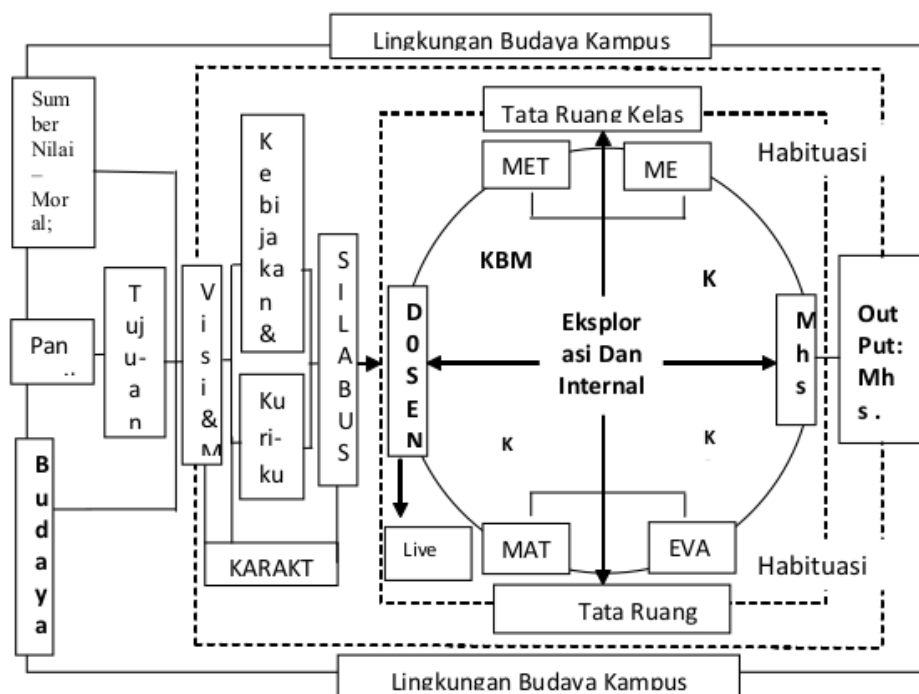 Lingkungan Budaya Kampus
Sum
ber
Nilai
–
Mor
al;
Pan
..
B
u
d
a
y
a
T
uj
u-
a
n
V
i
si
i
&
M
K
e
bi
ja
ka
n
&
Ku
ri-
ku
S
I
L
A
B
U
S
KARAKT
Tata Ruang Kelas
Habituasi
MET
ME
KBM
K
D
0
S
E
N
Eksplor
asi Dan
Internal
M
h
s
K
K
Live
MAT
EVA
Tata Ruang
Habituasi
Out
Put:
Mh
s .
Lingkungan Budaya Kampus